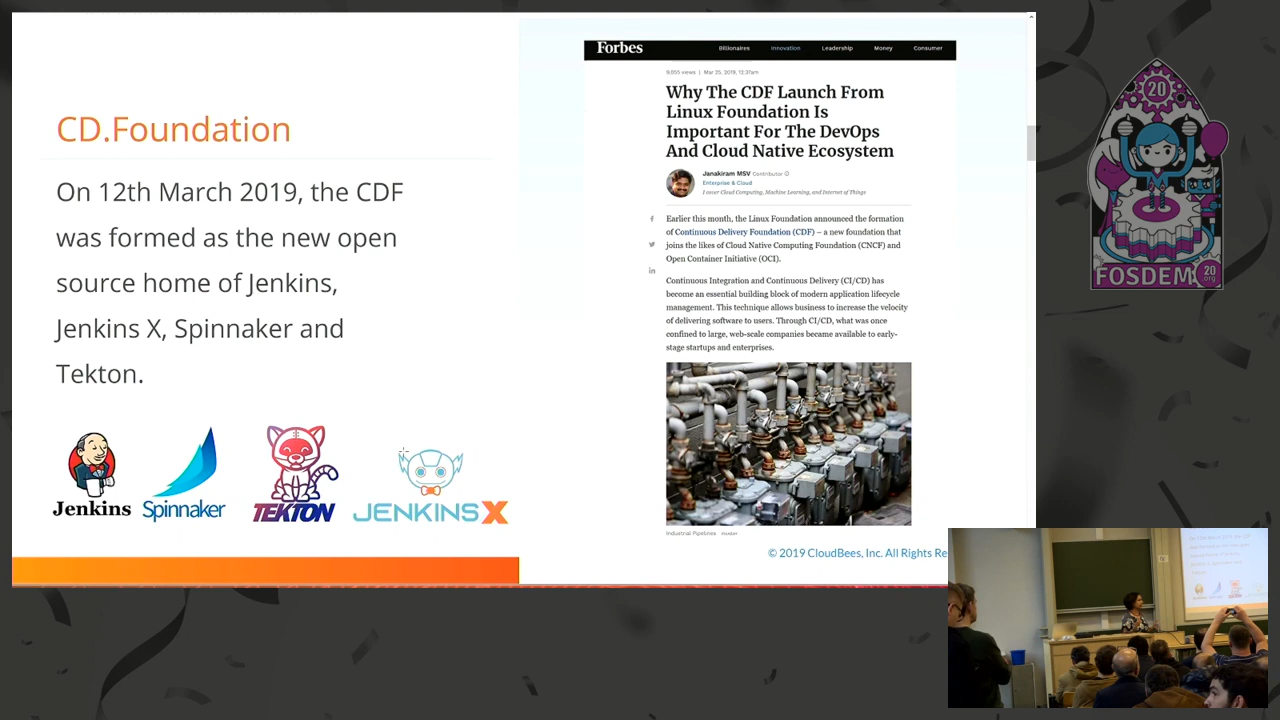 CD.Foundation
On 12th March 2019, the CDF
was formed as the new open
source home of Jenkins,
Jenkins X, Spinnaker and
Tekton.
Jenkins
Spinnaker
TEKTON
JENKINS X
Forbes
Billionaires
Innovation
Leadership
Money
Consumer
9,055 views | Mar 25, 2019, 12:37am
Why The CDF Launch From
Linux Foundation Is
Important For The DevOps
And Cloud Native Ecosystem
Janakiram MSV Contributor
Enterprise & Cloud
I cover Cloud Computing, Machine Learning, and Internet of Things
Earlier this month, the Linux Foundation announced the formation
of Continuous Delivery Foundation (CDF) – a new foundation that
joins the likes of Cloud Native Computing Foundation (CNCF) and
Open Container Initiative (OCI).
Continuous Integration and Continuous Delivery (CI/CD) has
become an essential building block of modern application lifecycle
management. This technique allows business to increase the velocity
of delivering software to users. Through CI/CD, what was once
confined to large, web-scale companies became available to early-
stage startups and enterprises.
Industrial Pipelines
© 2019 CloudBees, Inc. All Rights Re
20
FOSDEM
20
.org